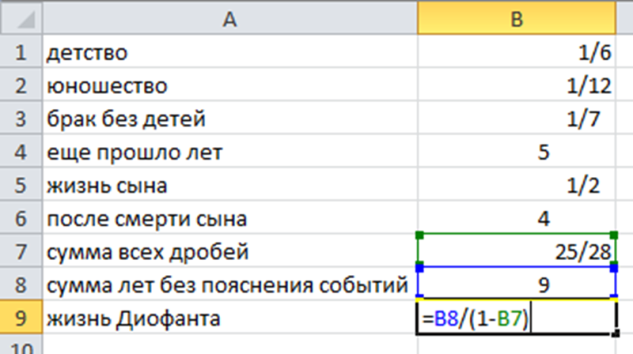 A B
1 детство 1/6
2 юношество 1/12
3 брак без детей 1/7
4 еще прошло лет 5
5 жизнь сына 1/2
6 после смерти сына 4
7 сумма всех дробей 25/28
8 сумма лет без пояснения событий 9
9 жизнь Диофанта =B8/(1-B7)
10